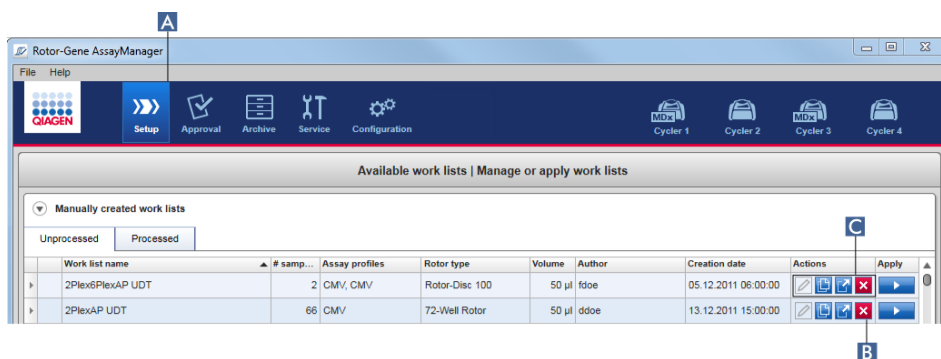 A
Rotor-Gene AssayManager
File Help
QIAGEN
Setup Approval Archive Service Configuration
MDx MDx
Cycler 1 Cycler 2 Cycler 3 Cycler 4
Available work lists | Manage or apply work lists
Manually created work lists
C
Unprocessed Processed
Work list name # samp... Assay profiles Rotor type Volume Author Creation date Actions Apply
2Plex6PlexAP UDT 2 CMV, CMV Rotor-Disc 100 50 µl fdoe 05.12.2011 06:00:00
2PlexAP UDT 66 CMV 72-Well Rotor 50 µl ddoe 13.12.2011 15:00:00
B